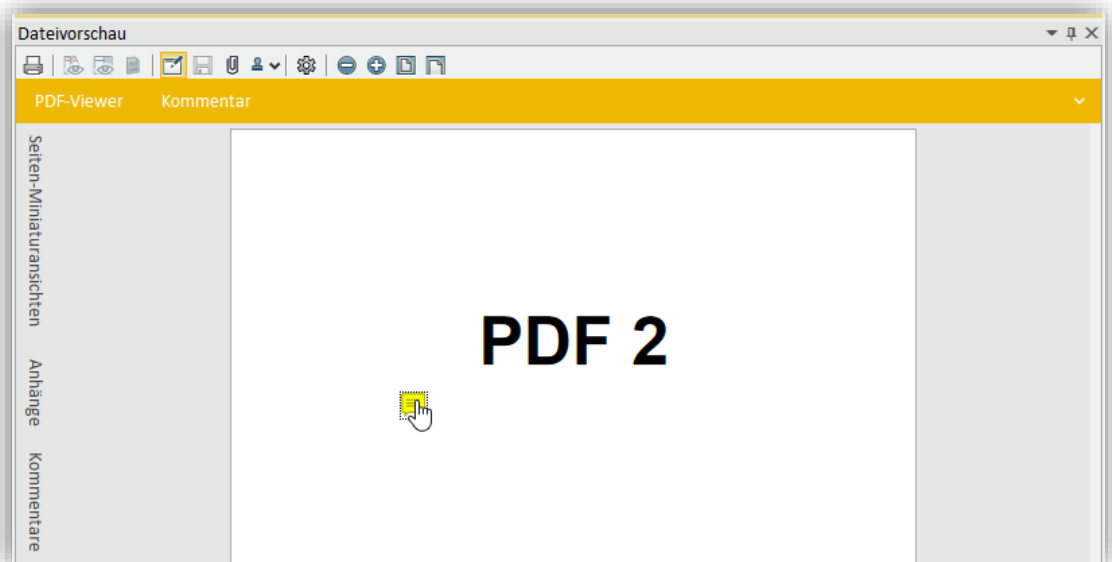 Dateivorschau
PDF-Viewer Kommentar
Seiten-Miniaturansichten
Anhänge
Kommentare
PDF 2